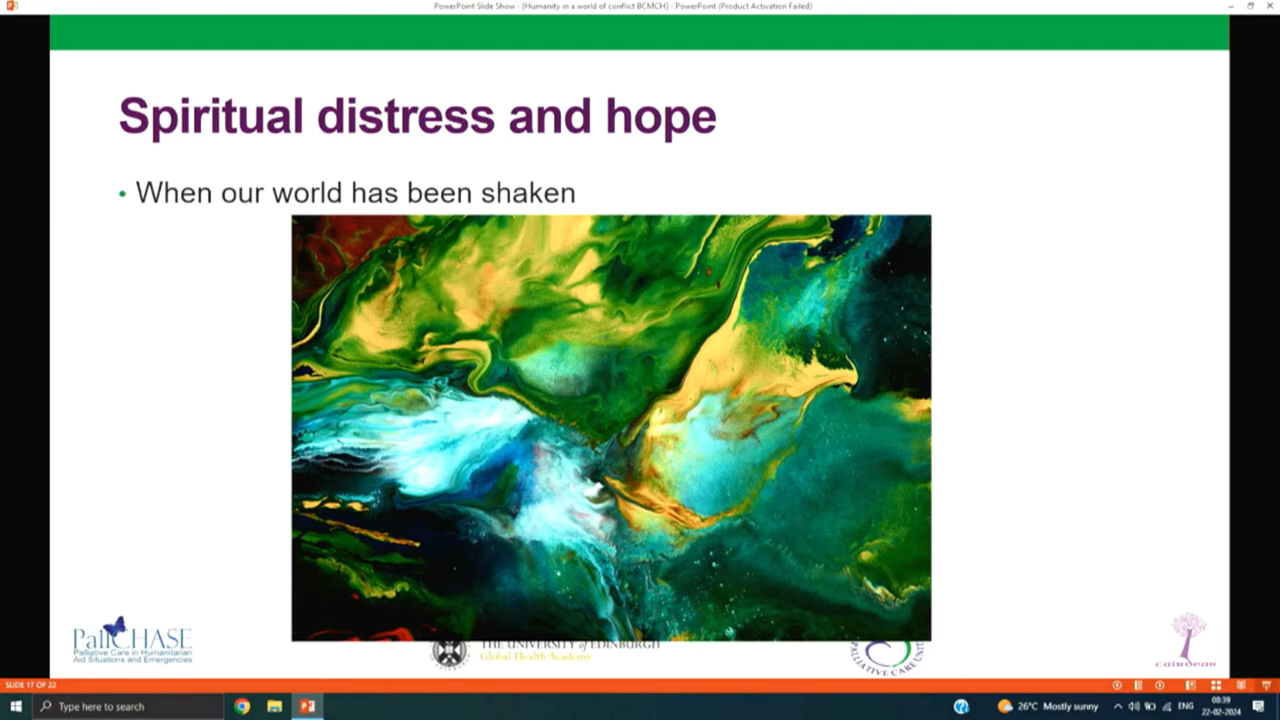 PowerPoint Slide Show - [Humanity in a world of conflict BCMCH] - PowerPoint (Product Activation Failed)
Spiritual distress and hope
• When our world has been shaken
PallCHASE
Palliative Care in Humanitarian
Aid Situations and Emergencies
THE UNIVERSITY of EDINBURGH
Global Health Academy
PALLIATIVE CARE UNIT
cairdeas
SLIDE 17 OF 22
Type here to search
26°C Mostly sunny
ENG
08:39
22-02-2024